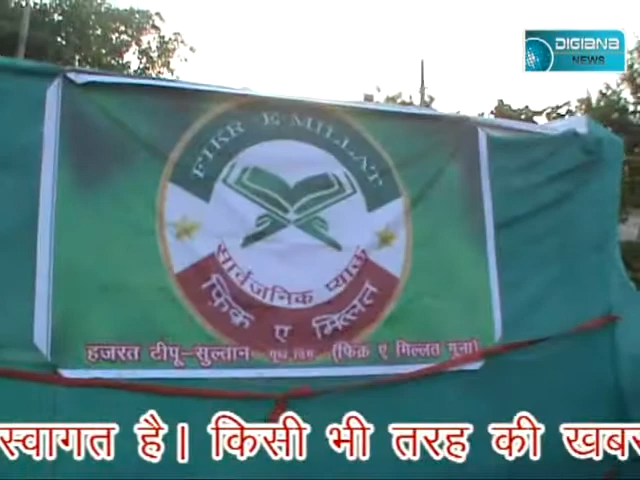 DIGIANA
NEWS
FIKR-E-MILLAT
सार्वजनिक प्याऊ
फिक्र ए मिल्लत
हजरत टीपू-सुल्तान (फिक्र ए मिल्लत गूना)
स्वागत है। किसी भी तरह की खबर